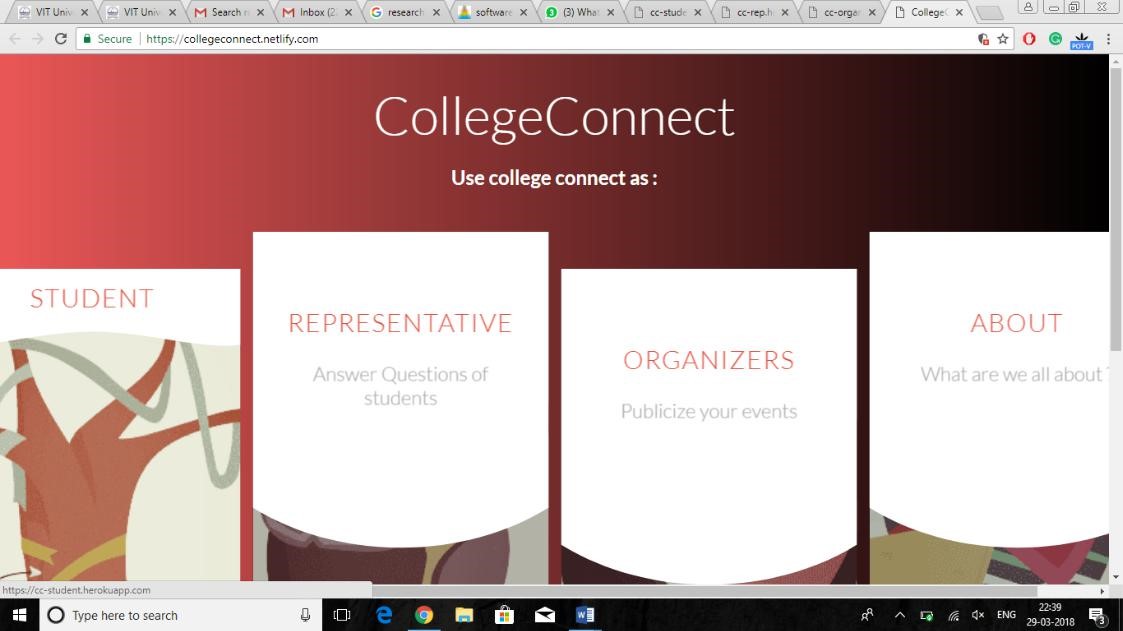 VIT Univ
VIT Univ
Search r
Inbox (2
research
software
(3) What
cc-stude
cc-rep.h
cc-orgar
College
Secure
https://collegeconnect.netlify.com
POT-V
CollegeConnect
Use college connect as :
STUDENT
REPRESENTATIVE
Answer Questions of
students
ORGANIZERS
Publicize your events
ABOUT
What are we all about ?
https://cc-student.herokuapp.com
Type here to search
ENG
22:39
29-03-2018
3